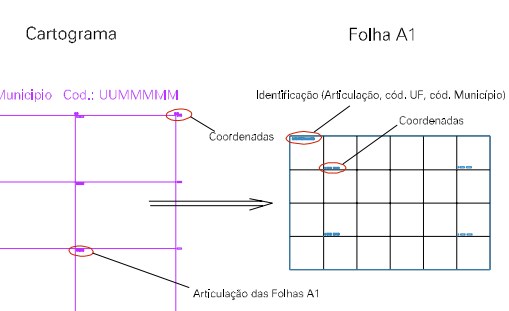 Cartograma
Folha A1
Municipio Cod.: UUMMMMM
Identificação (Articulação, cód. UF, cód. Município)
Coordenadas
Coordenadas
Articulação das Folhas A1